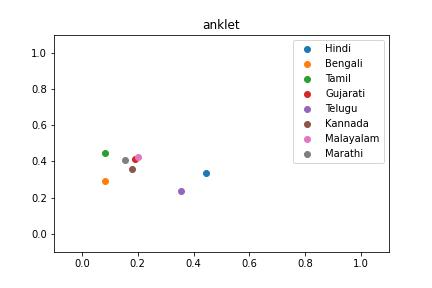 anklet
1.0
0.8
0.6
0.4
0.2
0.0
Hindi
Bengali
Tamil
Gujarati
Telugu
Kannada
Malayalam
Marathi
0.0 0.2 0.4 0.6 0.8 1.0